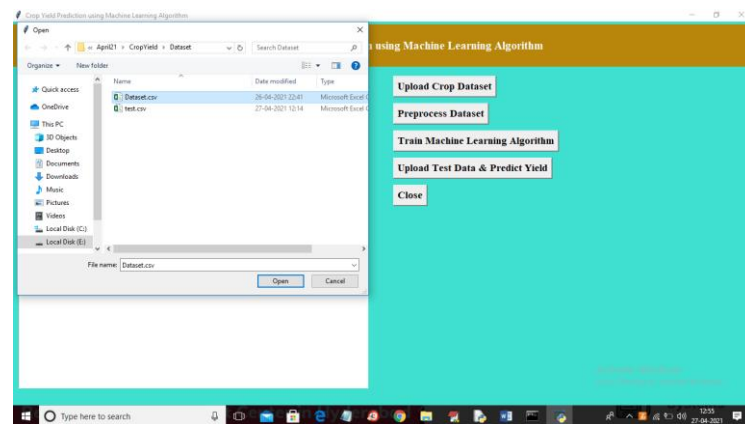 Crop Yield Prediction using Machine Learning Algorithm
Open
using Machine Learning Algorithm
« April21 › CropYield › Dataset
Search Dataset
Organize
New folder
Name
Date modified
Type
Quick access
Dataset.csv
26-04-2021 22:41
Microsoft Excel C
test.csv
27-04-2021 12:14
Microsoft Excel C
OneDrive
This PC
3D Objects
Desktop
Documents
Downloads
Music
Pictures
Videos
Local Disk (C:)
Local Disk (E:)
File name: Dataset.csv
Open
Cancel
Upload Crop Dataset
Preprocess Dataset
Train Machine Learning Algorithm
Upload Test Data & Predict Yield
Close
Type here to search
12:55
27-04-2021